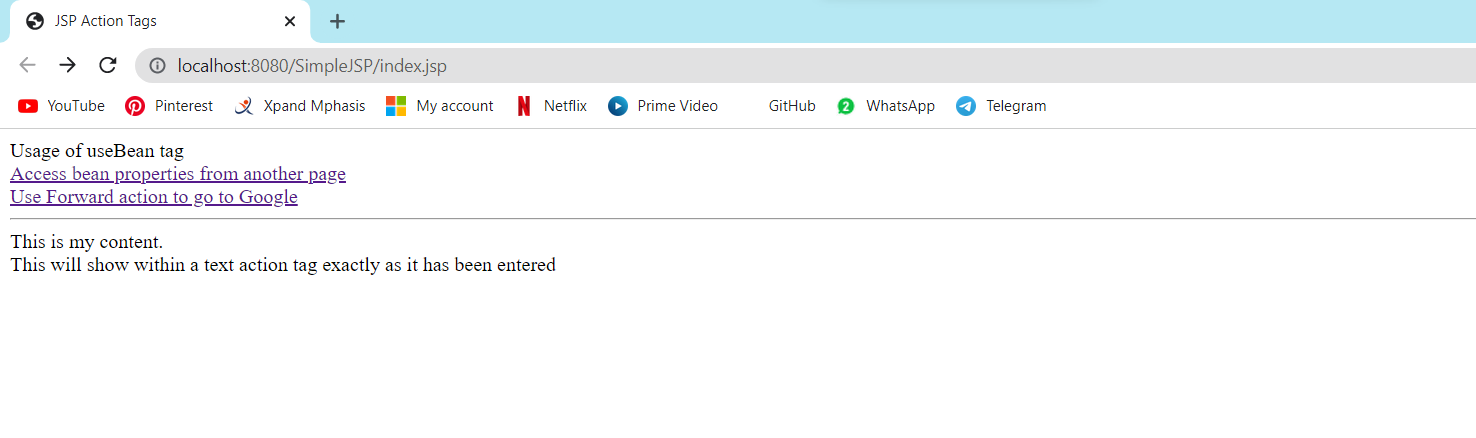 JSP Action Tags
localhost:8080/SimpleJSP/index.jsp
YouTube Pinterest Xpand Mphasis My account Netflix Prime Video GitHub 2 WhatsApp Telegram
Usage of useBean tag
Access bean properties from another page
Use Forward action to go to Google
This is my content.
This will show within a text action tag exactly as it has been entered